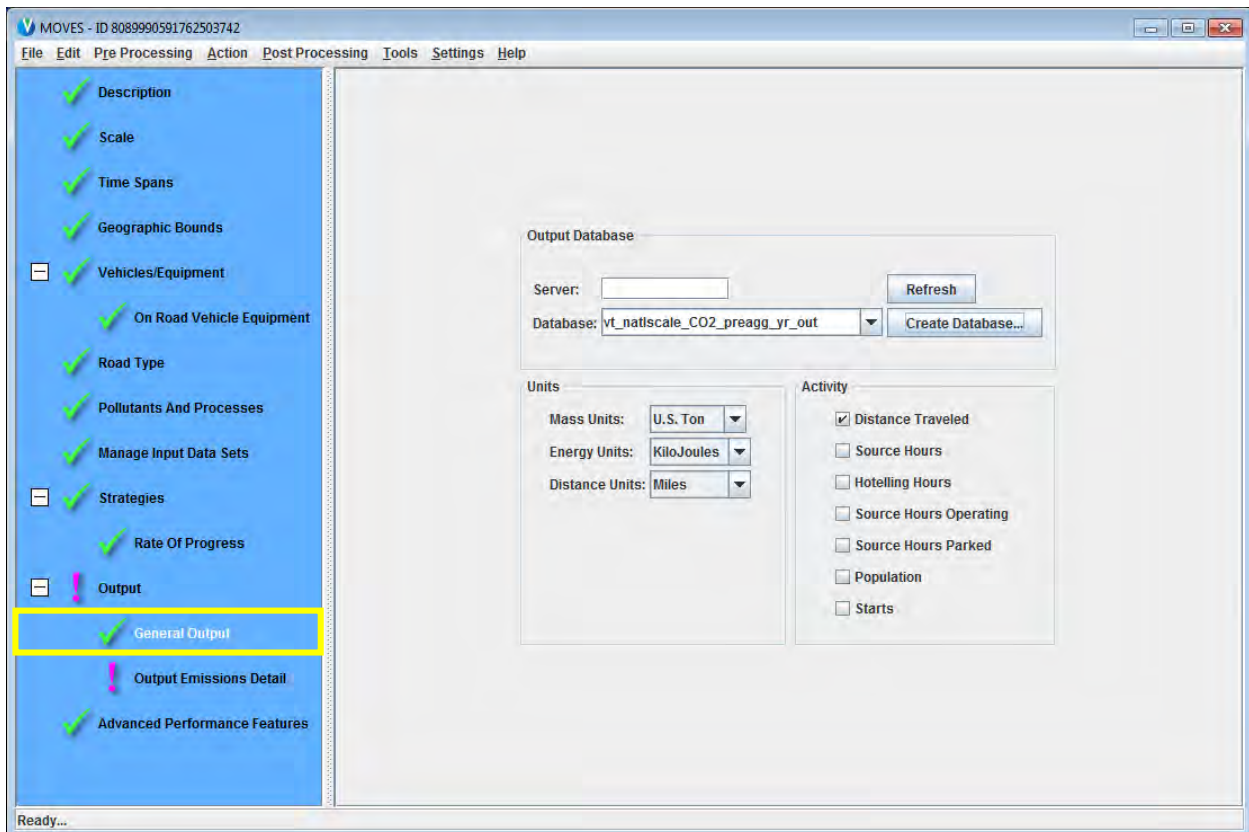 MOVES - ID 8089990591762503742
File Edit Pre Processing Action Post Processing Tools Settings Help
Description
Scale
Time Spans
Geographic Bounds
Vehicles/Equipment
On Road Vehicle Equipment
Road Type
Pollutants And Processes
Manage Input Data Sets
Strategies
Rate Of Progress
Output
General Output
Output Emissions Detail
Advanced Performance Features
Output Database
Server:
Refresh
Database: vt_natlscale_CO2_preagg_yr_out
Create Database...
Units
Mass Units: U.S. Ton
Energy Units: KiloJoules
Distance Units: Miles
Activity
Distance Traveled
Source Hours
Hotelling Hours
Source Hours Operating
Source Hours Parked
Population
Starts
Ready...